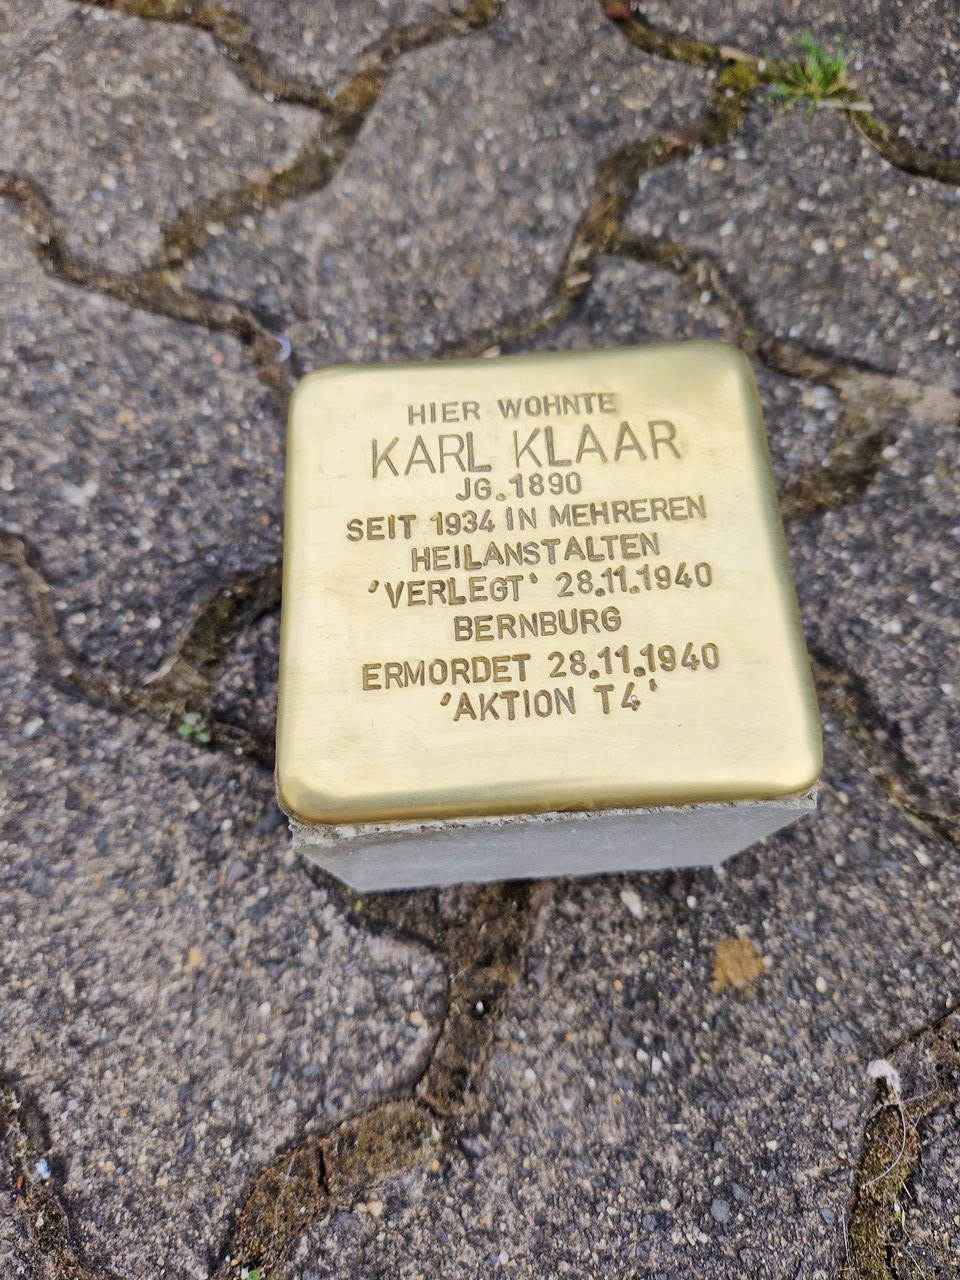 HIER WOHNTE
KARL KLAAR
JG. 1890
SEIT 1934 IN MEHREREN
HEILANSTALTEN
'VERLEGT' 28.11.1940
BERNBURG
ERMORDET 28.11.1940
'AKTION T4'